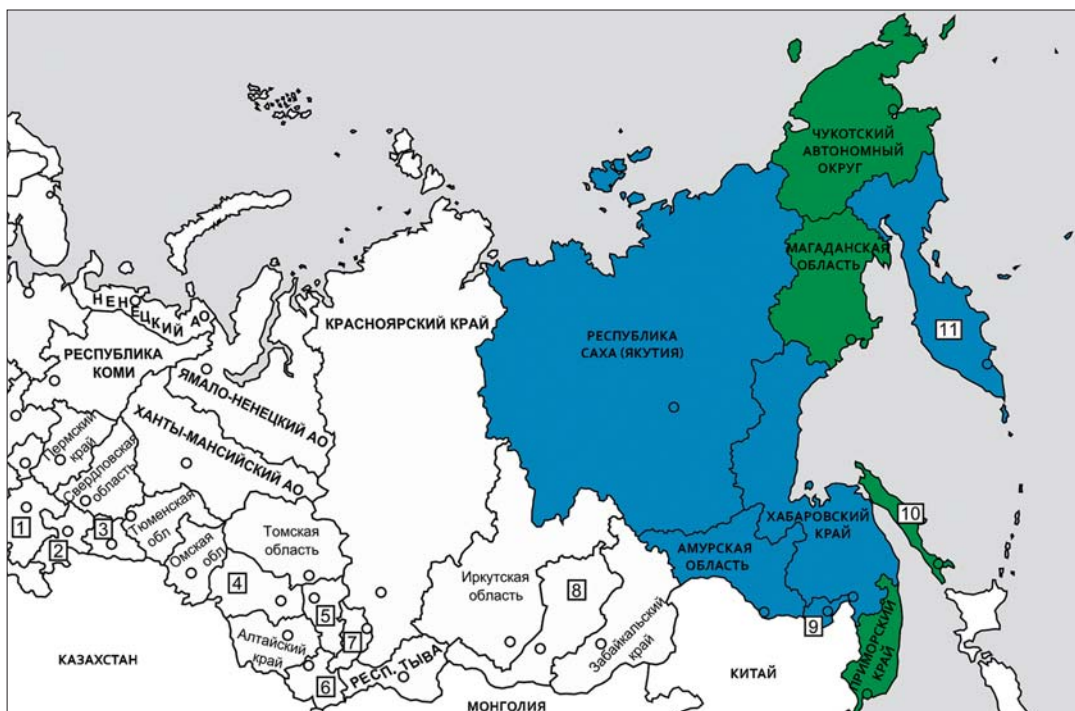 ЧУКОТСКИЙ
АВТОНОМНЫЙ
ОКРУГ
МАГАДАНСКАЯ
ОБЛАСТЬ
НЕНЕЦКИЙ АО
КРАСНОЯРСКИЙ КРАЙ
РЕСПУБЛИКА
САХА (ЯКУТИЯ)
11
РЕСПУБЛИКА
КОМИ
ЯМАЛО-НЕНЕЦКИЙ АО
ХАНТЫ-МАНСИЙСКИЙ АО
Пермский
край
Свердловская
область
Тюменская
обл
Омская
обл
Томская
область
1
2
3
4
5
6
7
Алтайский
край
РЕСП. ТЫВА
Иркутская
область
8
Забайкальский
край
АМУРСКАЯ
ОБЛАСТЬ
ХАБАРОВСКИЙ
КРАЙ
10
9
ПРИМОРСКИЙ
КРАЙ
КАЗАХСТАН
МОНГОЛИЯ
КИТАЙ